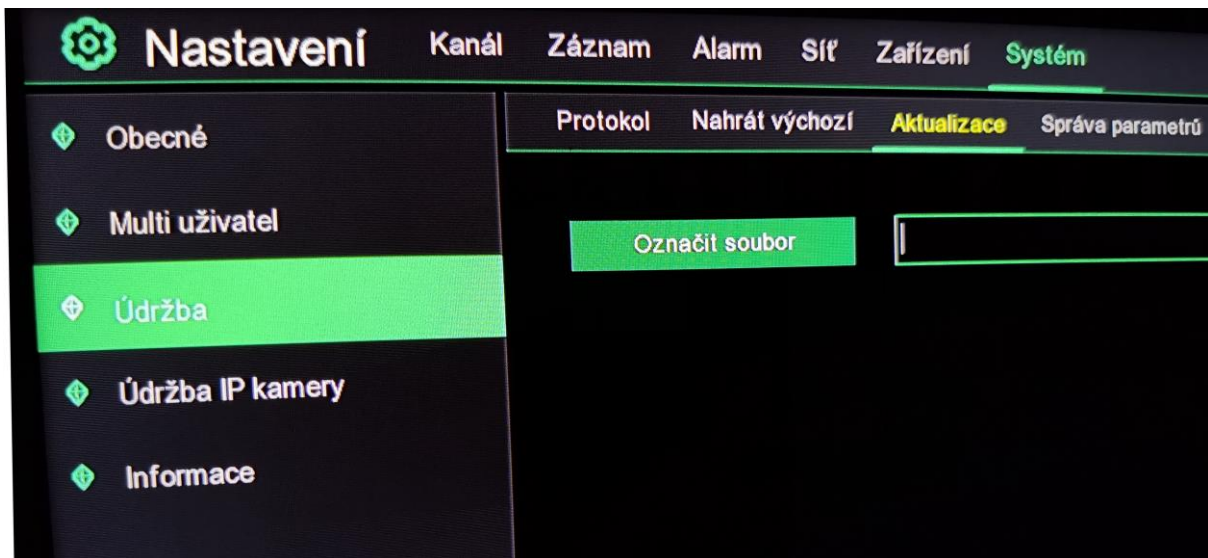 Nastavení Kanál Záznam Alarm Síť Zařízení Systém
Protokol Nahrát výchozí Aktualizace Správa parametrů
Obecné
Multi uživatel
Označit soubor
Údržba
Údržba IP kamery
Informace